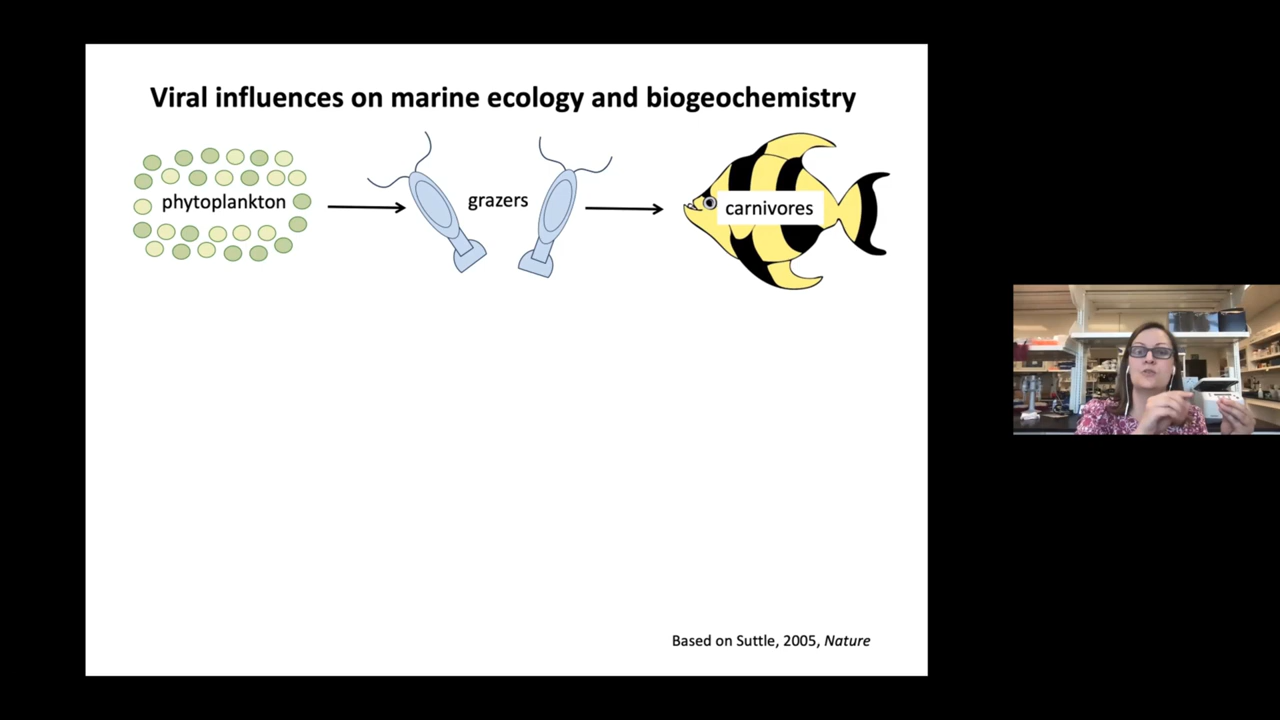 Viral influences on marine ecology and biogeochemistry
phytoplankton
grazers
carnivores
Based on Suttle, 2005, Nature